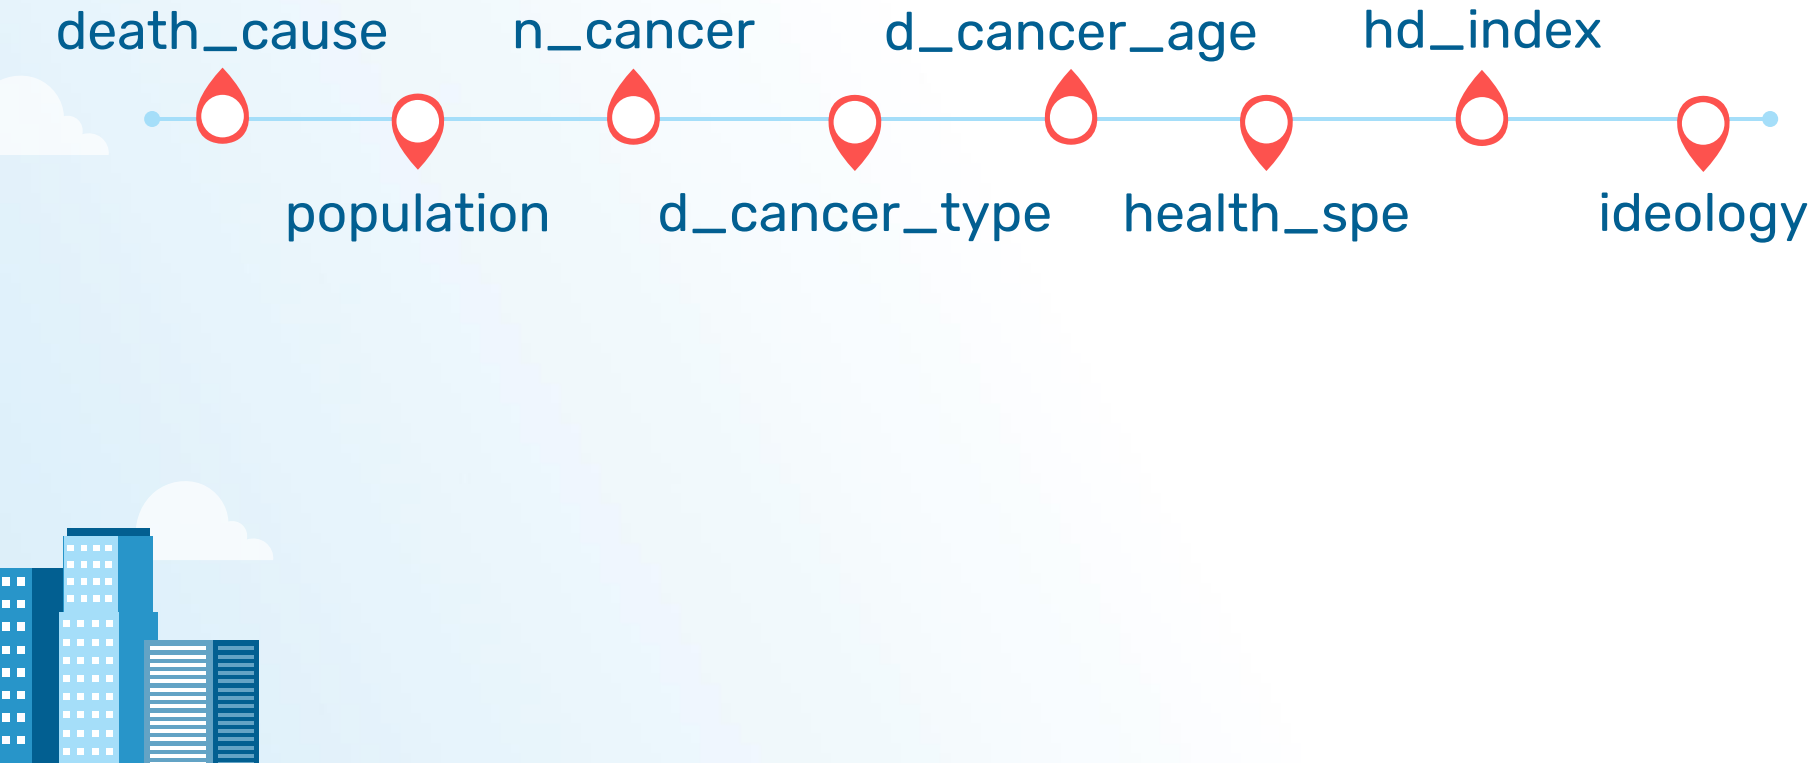 death_cause
n_cancer
d_cancer_age
hd_index
population
d_cancer_type
health_spe
ideology